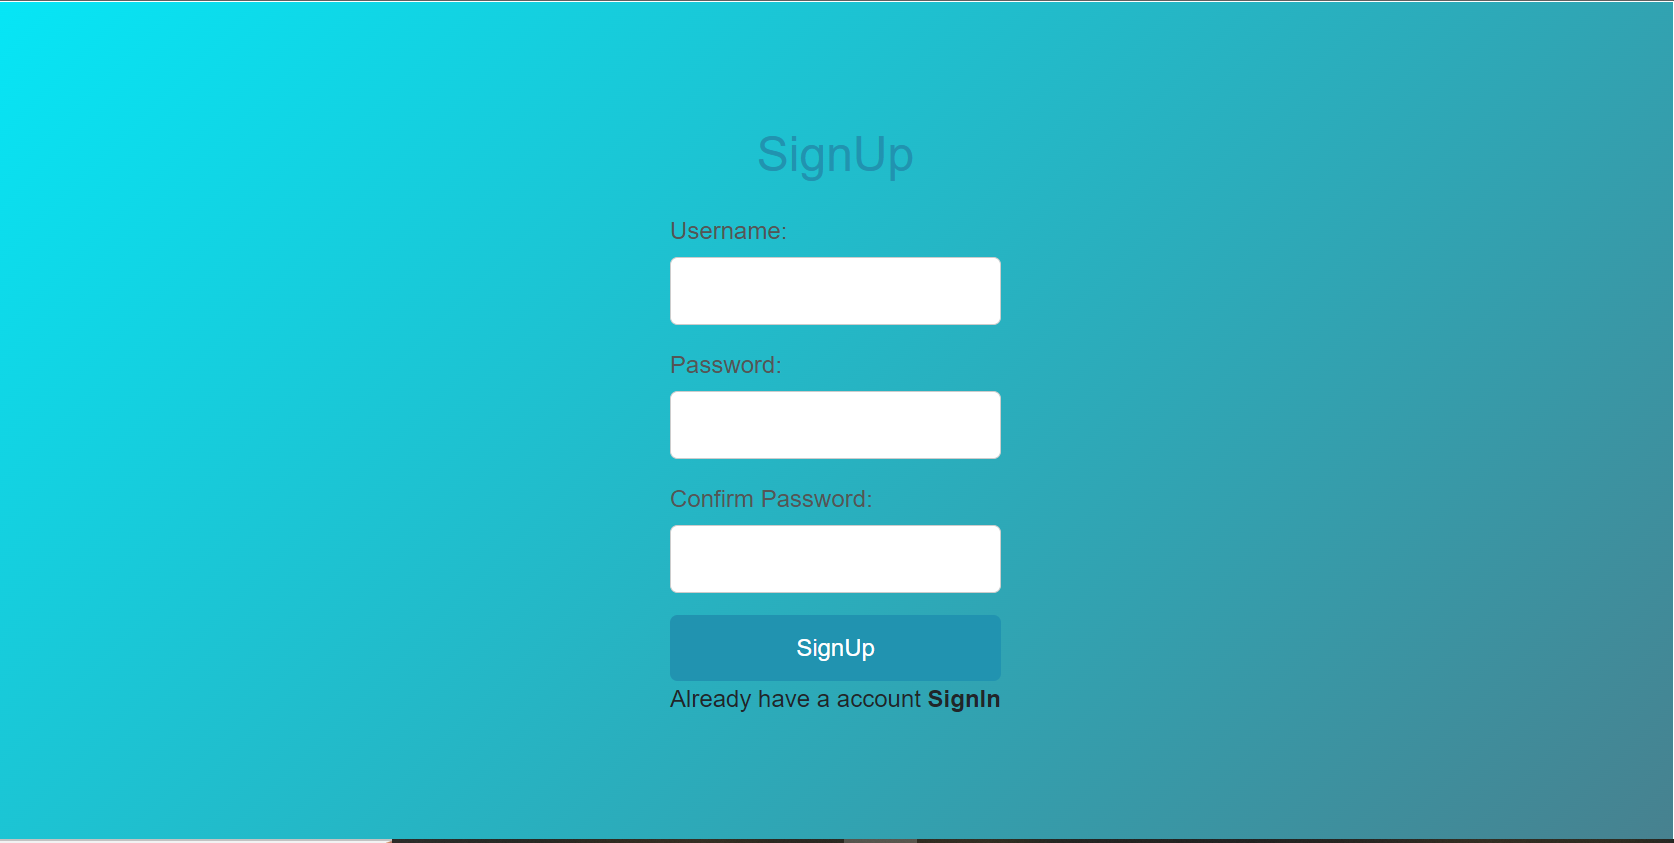 SignUp
Username:
Password:
Confirm Password:
SignUp
Already have a account SignIn